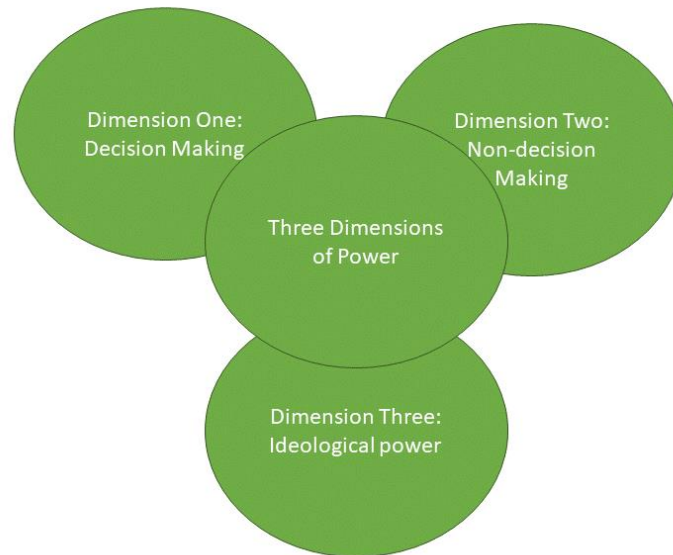 Dimension One:
Decision Making
Dimension Two:
Non-decision
Making
Three Dimensions
of Power
Dimension Three:
Ideological power